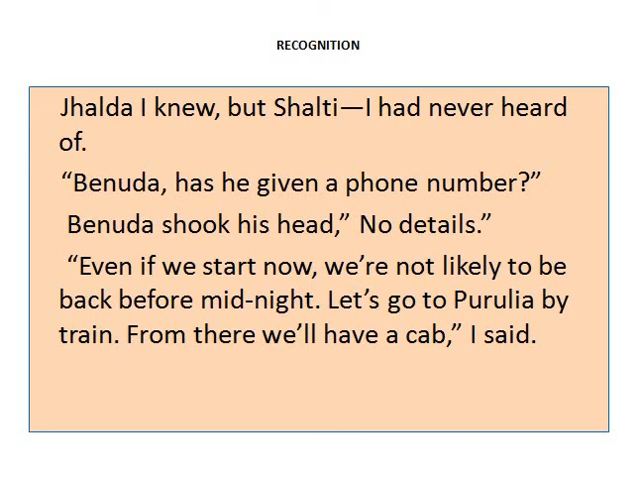 RECOGNITION
Jhalda I knew, but Shalti—I had never heard
of.
“Benuda, has he given a phone number?”
Benuda shook his head,” No details.”
“Even if we start now, we’re not likely to be
back before mid-night. Let’s go to Purulia by
train. From there we’ll have a cab,” I said.